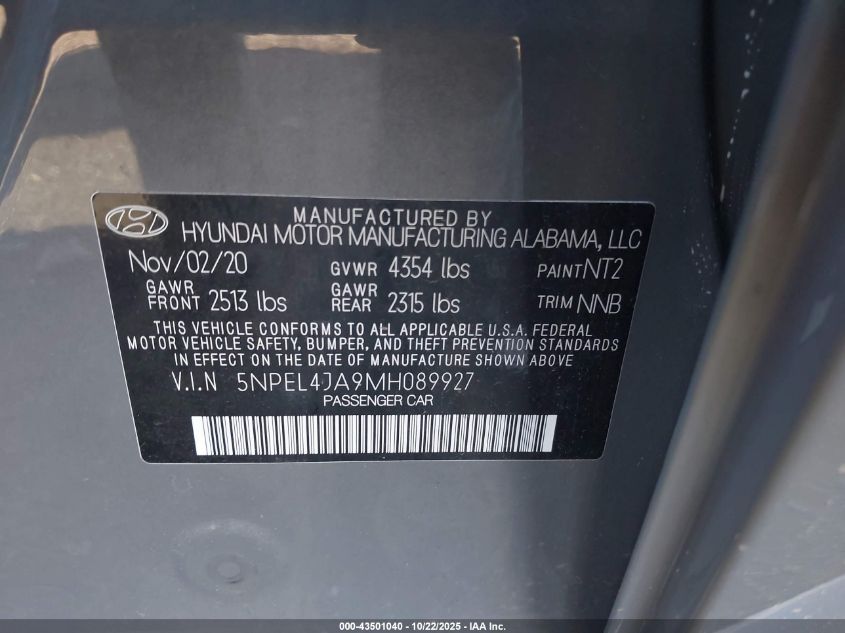 MANUFACTURED BY
HYUNDAI MOTOR MANUFACTURING ALABAMA, LLC
Nov/02/20 GVWR 4354 lbs PAINT NT2
GAWR FRONT 2513 lbs GAWR REAR 2315 lbs TRIM NNB
THIS VEHICLE CONFORMS TO ALL APPLICABLE U.S.A. FEDERAL
MOTOR VEHICLE SAFETY, BUMPER, AND THEFT PREVENTION STANDARDS
IN EFFECT ON THE DATE OF MANUFACTURE SHOWN ABOVE
V.I.N 5NPEL4JA9MH089927
PASSENGER CAR
000-43501040 - 10/22/2025 - IAA Inc.